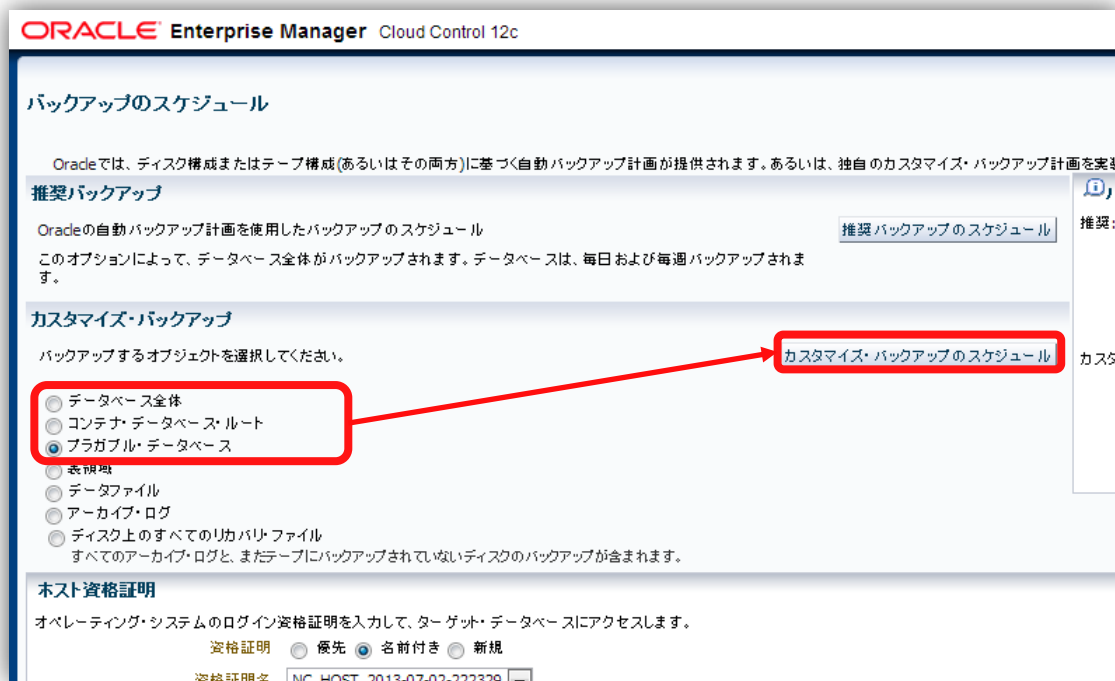 ORACLE Enterprise Manager Cloud Control 12c
バックアップのスケジュール
Oracleでは、ディスク構成またはテープ構成(あるいはその両方)に基づく自動バックアップ計画が提供されます。あるいは、独自のカスタマイズ・バックアップ計画を実
推奨バックアップ
Oracleの自動バックアップ計画を使用したバックアップのスケジュール
推奨バックアップのスケジュール
推奨:
このオプションによって、データベース全体がバックアップされます。データベースは、毎日および毎週バックアップされま
す。
カスタマイズ・バックアップ
バックアップするオブジェクトを選択してください。
カスタマイズ・バックアップのスケジュール
カスタ
データベース全体
コンテナ・データベース・ルート
プラガブル・データベース
表領域
データファイル
アーカイブ・ログ
ディスク上のすべてのリカバリ・ファイル
すべてのアーカイブ・ログと、まだテープにバックアップされていないディスクのバックアップが含まれます。
ホスト資格証明
オペレーティング・システムのログイン資格証明を入力して、ターゲット・データベースにアクセスします。
資格証明 優先 名前付き 新規
資格証明名 NC_HOST_2013-07-02-222329